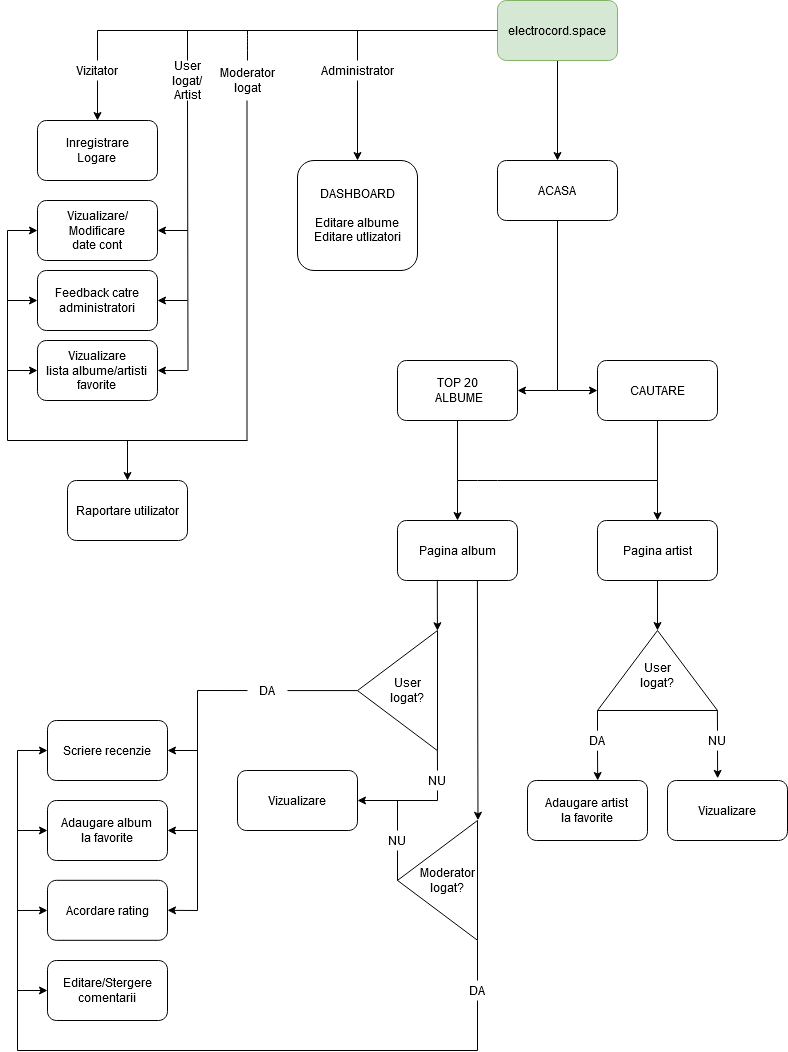 electrocord.space
Vizitator
User
logat/
Artist
Moderator
logat
Administrator
Inregistrare
Logare
DASHBOARD
Editare albume
Editare utlizatori
ACASA
Vizualizare/
Modificare
date cont
Feedback catre
administratori
Vizualizare
lista albume/artisti
favorite
TOP 20
ALBUME
CAUTARE
Raportare utilizator
Pagina album
Pagina artist
User
logat?
User
logat?
DA
DA
NU
Scriere recenzie
NU
Vizualizare
Adaugare artist
la favorite
Vizualizare
Adaugare album
la favorite
NU
Moderator
logat?
Acordare rating
Editare/Stergere
comentarii
DA